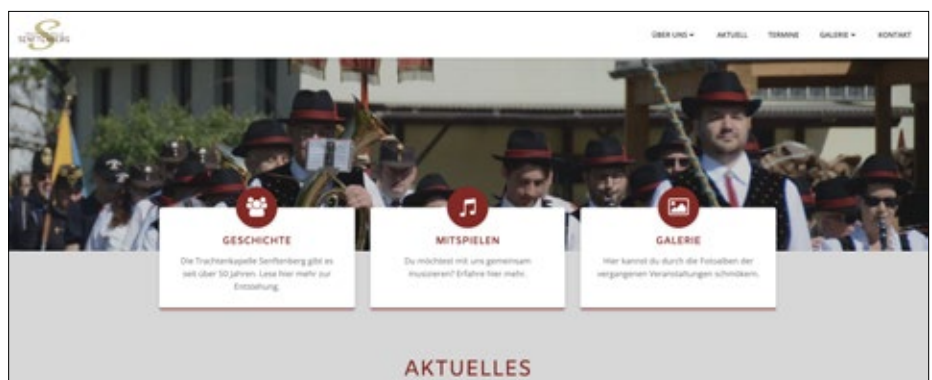 SENFTENBERG
ÜBER UNS AKTUELL TERMINE GALERIE KONTAKT
GESCHICHTE
Die Trachtenkapelle Senftenberg gibt es
seit über 50 Jahren. Lese hier mehr zur
Entstehung.
MITSPIELEN
Du möchtest mit uns gemeinsam
musizieren? Erfahre hier mehr.
GALERIE
Hier kannst du durch die Fotoalben der
vergangenen Veranstaltungen schmökern.
AKTUELLES